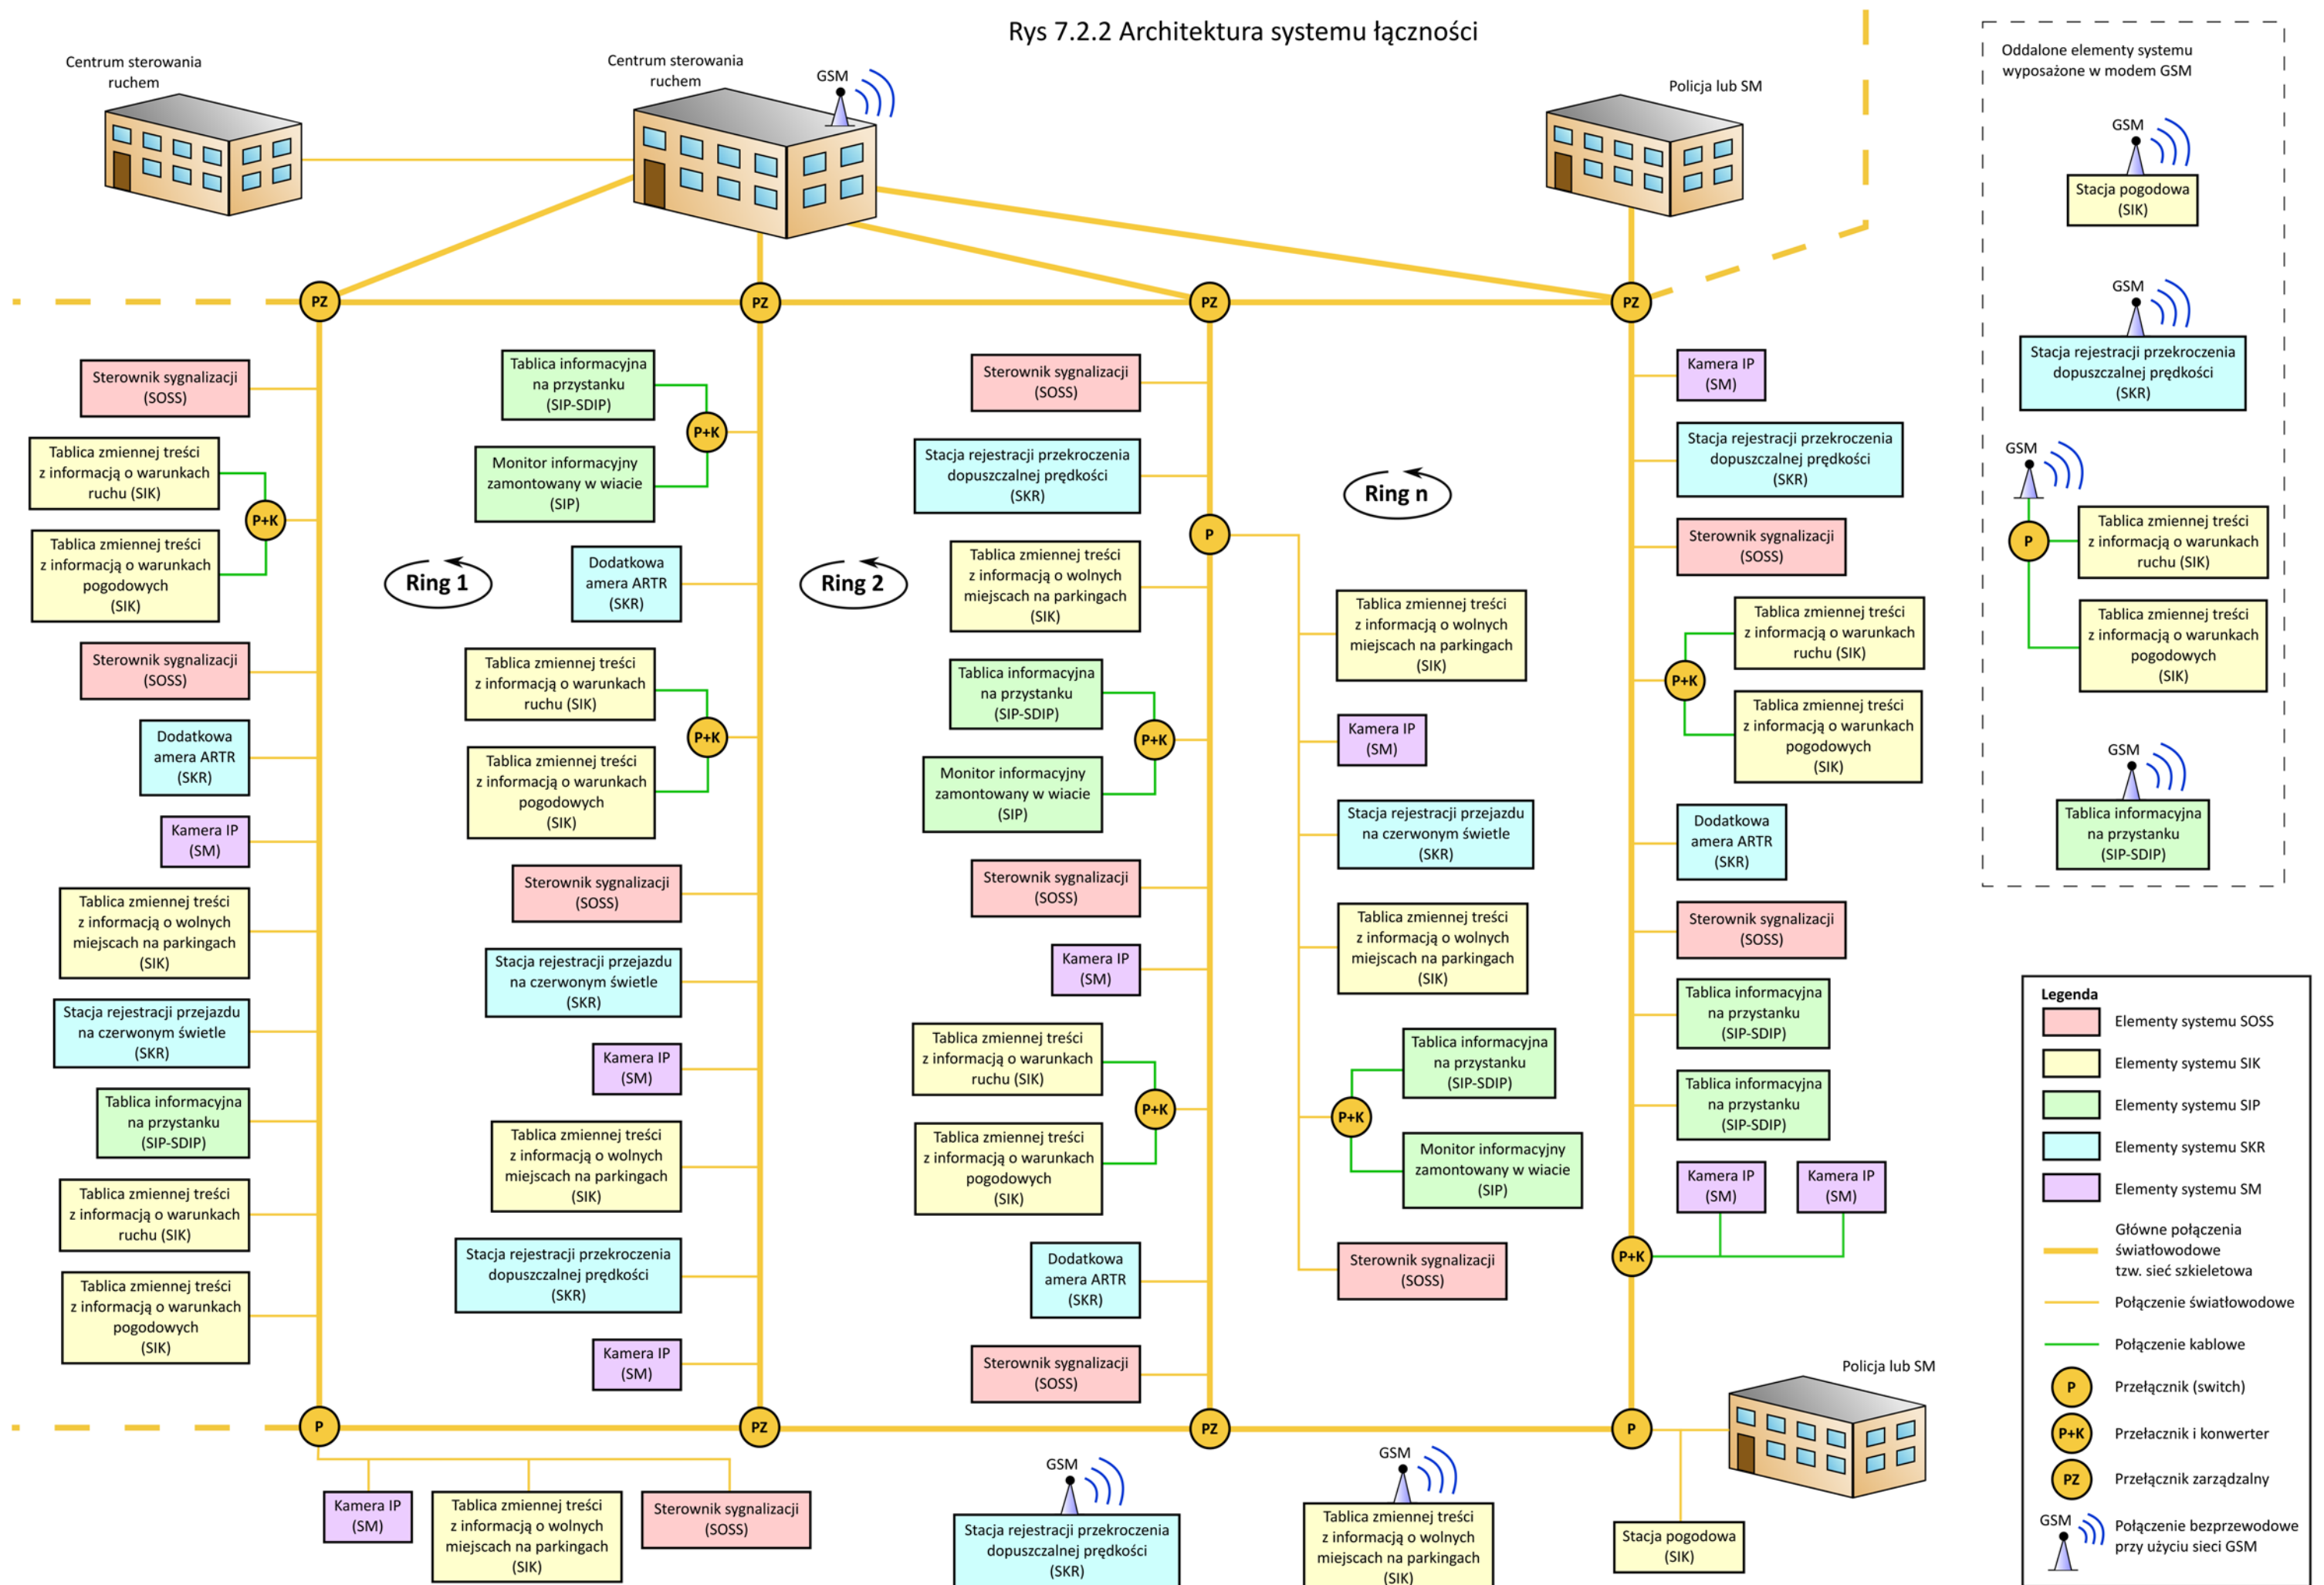 Rys 7.2.2 Architektura systemu łączności
Centrum sterowania
ruchem
Centrum sterowania
ruchem
GSM
Policja lub SM
PZ
PZ
PZ
PZ
Sterownik sygnalizacji
(SOSS)
Tablica zmiennej treści
z informacją o warunkach
ruchu (SIK)
P+K
Tablica zmiennej treści
z informacją o warunkach
pogodowych
(SIK)
Sterownik sygnalizacji
(SOSS)
Dodatkowa
amera ARTR
(SKR)
Kamera IP
(SM)
Tablica zmiennej treści
z informacją o wolnych
miejscach na parkingach
(SIK)
Stacja rejestracji przejazdu
na czerwonym świetle
(SKR)
Tablica informacyjna
na przystanku
(SIP-SDIP)
Tablica zmiennej treści
z informacją o warunkach
ruchu (SIK)
Tablica zmiennej treści
z informacją o warunkach
pogodowych
(SIK)
P
Kamera IP
(SM)
Tablica zmiennej treści
z informacją o wolnych
miejscach na parkingach
(SIK)
Sterownik sygnalizacji
(SOSS)
Ring 1
Tablica informacyjna
na przystanku
(SIP-SDIP)
P+K
Monitor informacyjny
zamontowany w wiacie
(SIP)
Dodatkowa
amera ARTR
(SKR)
Tablica zmiennej treści
z informacją o warunkach
ruchu (SIK)
P+K
Tablica zmiennej treści
z informacją o warunkach
pogodowych
(SIK)
Sterownik sygnalizacji
(SOSS)
Stacja rejestracji przejazdu
na czerwonym świetle
(SKR)
Kamera IP
(SM)
Tablica zmiennej treści
z informacją o wolnych
miejscach na parkingach
(SIK)
Stacja rejestracji przekroczenia
dopuszczalnej prędkości
(SKR)
Kamera IP
(SM)
PZ
Ring 2
Sterownik sygnalizacji
(SOSS)
Stacja rejestracji przekroczenia
dopuszczalnej prędkości
(SKR)
P
Tablica zmiennej treści
z informacją o wolnych
miejscach na parkingach
(SIK)
Tablica informacyjna
na przystanku
(SIP-SDIP)
P+K
Monitor informacyjny
zamontowany w wiacie
(SIP)
Sterownik sygnalizacji
(SOSS)
Kamera IP
(SM)
Tablica zmiennej treści
z informacją o warunkach
ruchu (SIK)
P+K
Tablica zmiennej treści
z informacją o warunkach
pogodowych
(SIK)
Dodatkowa
amera ARTR
(SKR)
Sterownik sygnalizacji
(SOSS)
PZ
GSM
Stacja rejestracji przekroczenia
dopuszczalnej prędkości
(SKR)
Ring n
Tablica zmiennej treści
z informacją o wolnych
miejscach na parkingach
(SIK)
Kamera IP
(SM)
Stacja rejestracji przejazdu
na czerwonym świetle
(SKR)
Tablica zmiennej treści
z informacją o wolnych
miejscach na parkingach
(SIK)
Tablica informacyjna
na przystanku
(SIP-SDIP)
P+K
Monitor informacyjny
zamontowany w wiacie
(SIP)
Sterownik sygnalizacji
(SOSS)
GSM
Tablica zmiennej treści
z informacją o wolnych
miejscach na parkingach
(SIK)
Kamera IP
(SM)
Stacja rejestracji przekroczenia
dopuszczalnej prędkości
(SKR)
Sterownik sygnalizacji
(SOSS)
Tablica zmiennej treści
z informacją o warunkach
ruchu (SIK)
P+K
Tablica zmiennej treści
z informacją o warunkach
pogodowych
(SIK)
Dodatkowa
amera ARTR
(SKR)
Sterownik sygnalizacji
(SOSS)
Tablica informacyjna
na przystanku
(SIP-SDIP)
Tablica informacyjna
na przystanku
(SIP-SDIP)
Kamera IP
(SM)
Kamera IP
(SM)
P+K
Policja lub SM
P
Stacja pogodowa
(SIK)
Oddalone elementy systemu
wyposażone w modem GSM
GSM
Stacja pogodowa
(SIK)
GSM
Stacja rejestracji przekroczenia
dopuszczalnej prędkości
(SKR)
GSM
P
Tablica zmiennej treści
z informacją o warunkach
ruchu (SIK)
Tablica zmiennej treści
z informacją o warunkach
pogodowych
(SIK)
GSM
Tablica informacyjna
na przystanku
(SIP-SDIP)
Legenda
Elementy systemu SOSS
Elementy systemu SIK
Elementy systemu SIP
Elementy systemu SKR
Elementy systemu SM
Główne połączenia
światłowodowe
tzw. sieć szkieletowa
Połączenie światłowodowe
Połączenie kablowe
P
Przełącznik (switch)
P+K
Przełacznik i konwerter
PZ
Przełącznik zarządzalny
GSM
Połączenie bezprzewodowe
przy użyciu sieci GSM